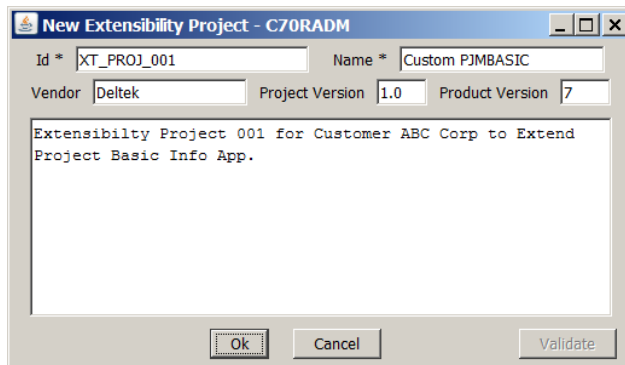 New Extensibility Project - C70RADM
Id * XT_PROJ_001 Name * Custom PJMBASIC
Vendor Deltek Project Version 1.0 Product Version 7
Extensibilty Project 001 for Customer ABC Corp to Extend
Project Basic Info App.
Ok Cancel Validate